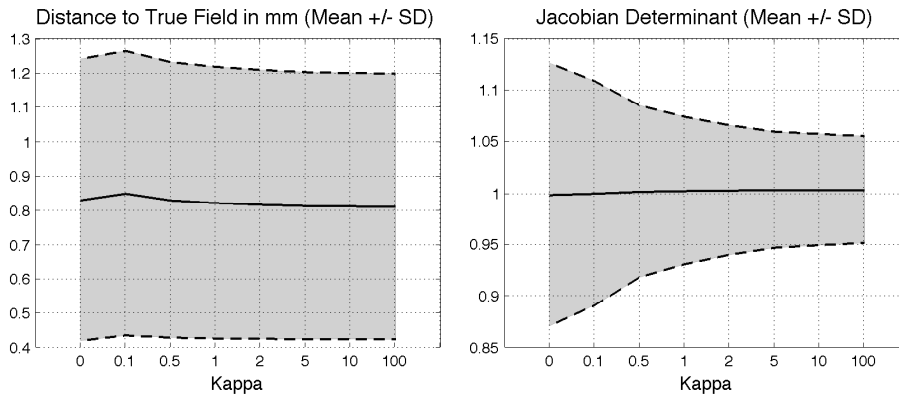 Distance to True Field in mm (Mean +/- SD)
1.3
1.2
1.1
1
0.9
0.8
0.7
0.6
0.5
0.4
0 0.1 0.5 1 2 5 10 100
Kappa
Jacobian Determinant (Mean +/- SD)
1.15
1.1
1.05
1
0.95
0.9
0.85
0 0.1 0.5 1 2 5 10 100
Kappa